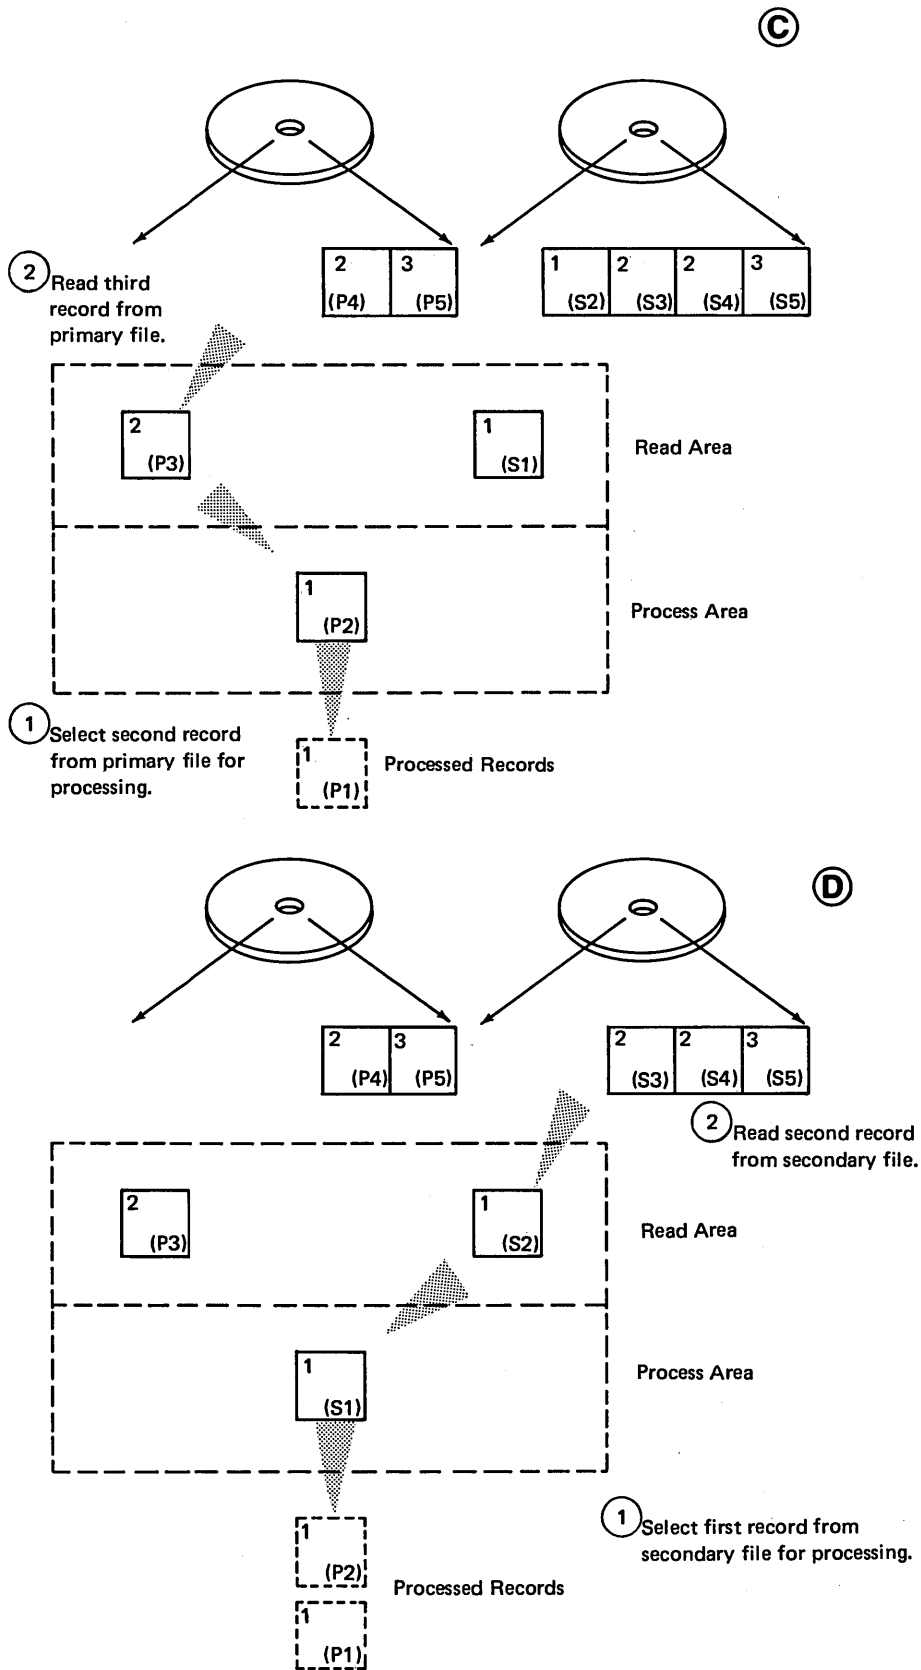 C
2 3 1 2 2 3
(P4) (P5) (S2) (S3) (S4) (S5)
2 Read third
record from
primary file.
2 1
(P3) (S1)
Read Area
1
(P2)
Process Area
1 Select second record
from primary file for
processing.
1
(P1)
Processed Records
D
2 3 2 2 3
(P4) (P5) (S3) (S4) (S5)
2 Read second record
from secondary file.
2 1
(P3) (S2)
Read Area
1
(S1)
Process Area
1 Select first record from
secondary file for processing.
1
(P2)
Processed Records
1
(P1)